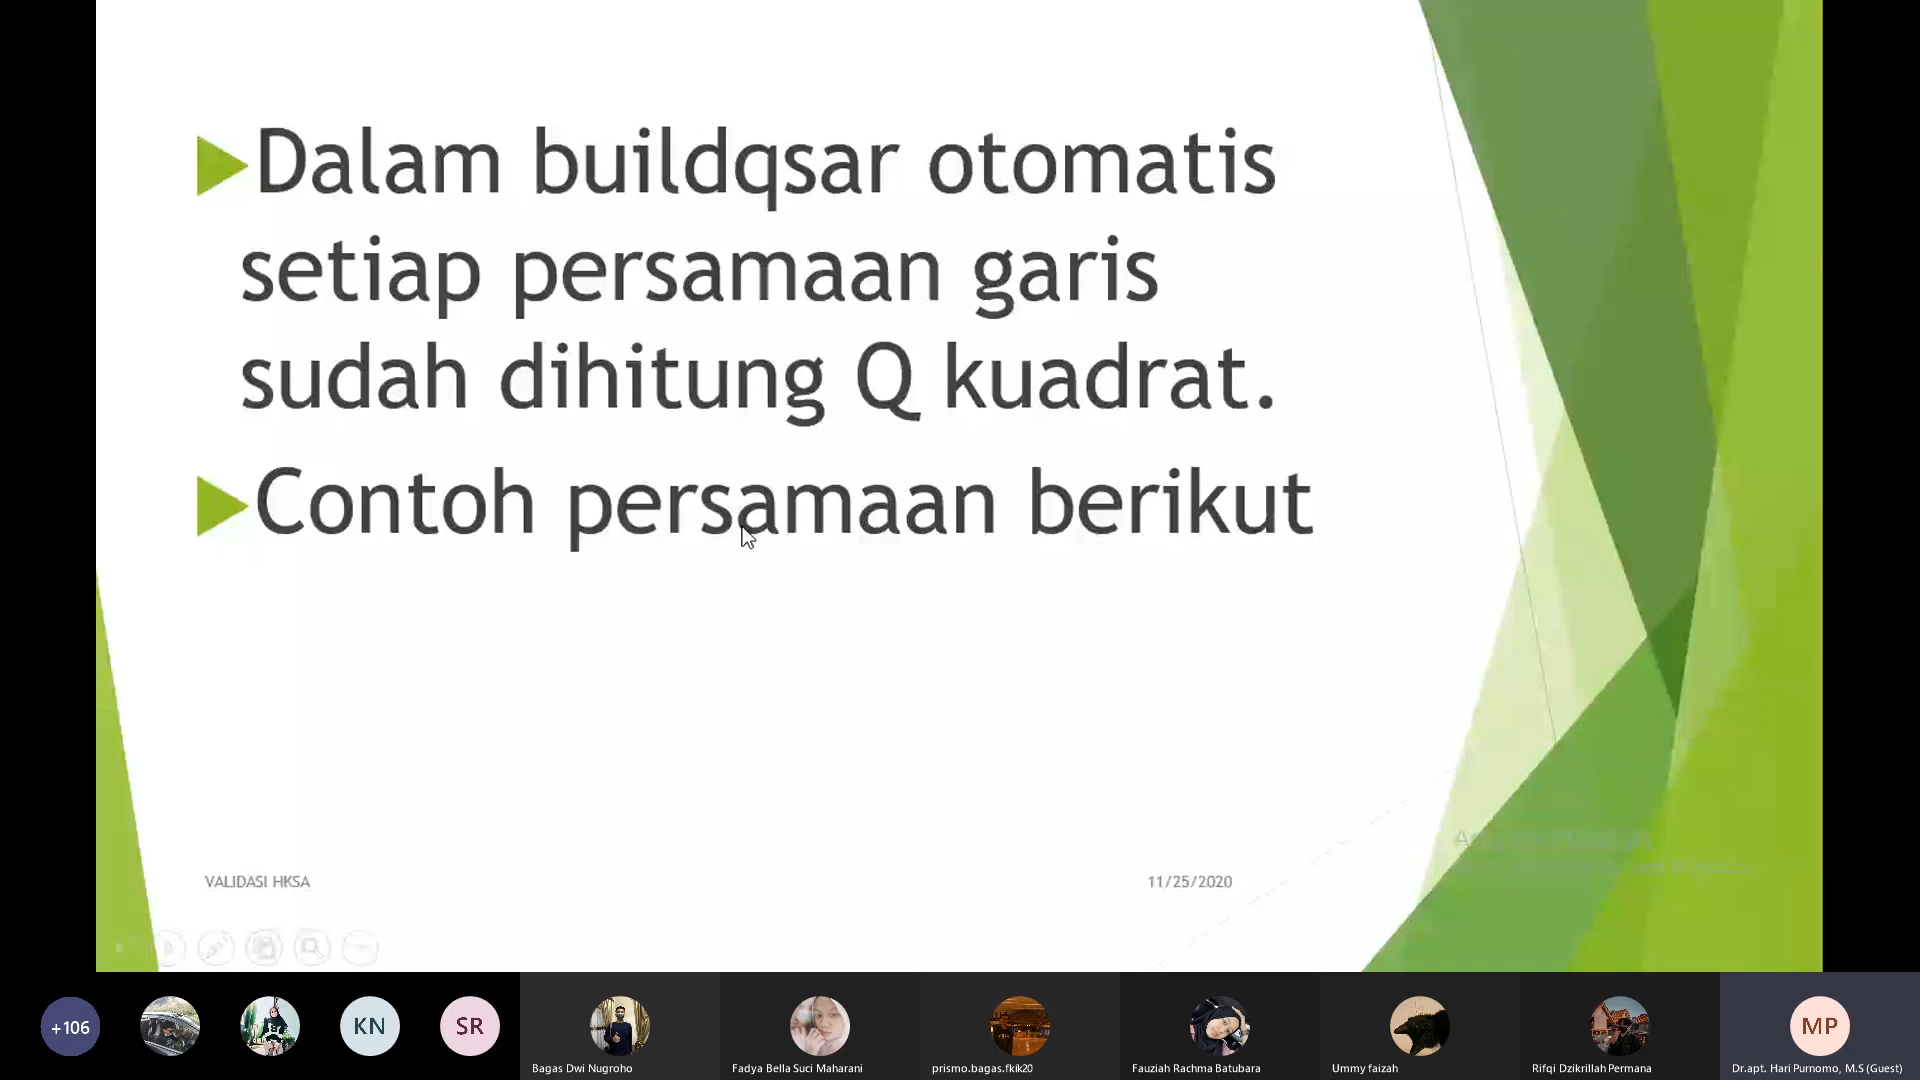 Dalam buildqsar otomatis
setiap persamaan garis
sudah dihitung Q kuadrat.
Contoh persamaan berikut
VALIDASI HKSA
11/25/2020
+106
KN
SR
MP
Bagas Dwi Nugroho
Fadya Bella Suci Maharani
prismo.bagas.fkik20
Fauziah Rachma Batubara
Ummy faizah
Rifqi Dzikrillah Permana
Dr.apt. Hari Purnomo, M.S (Guest)